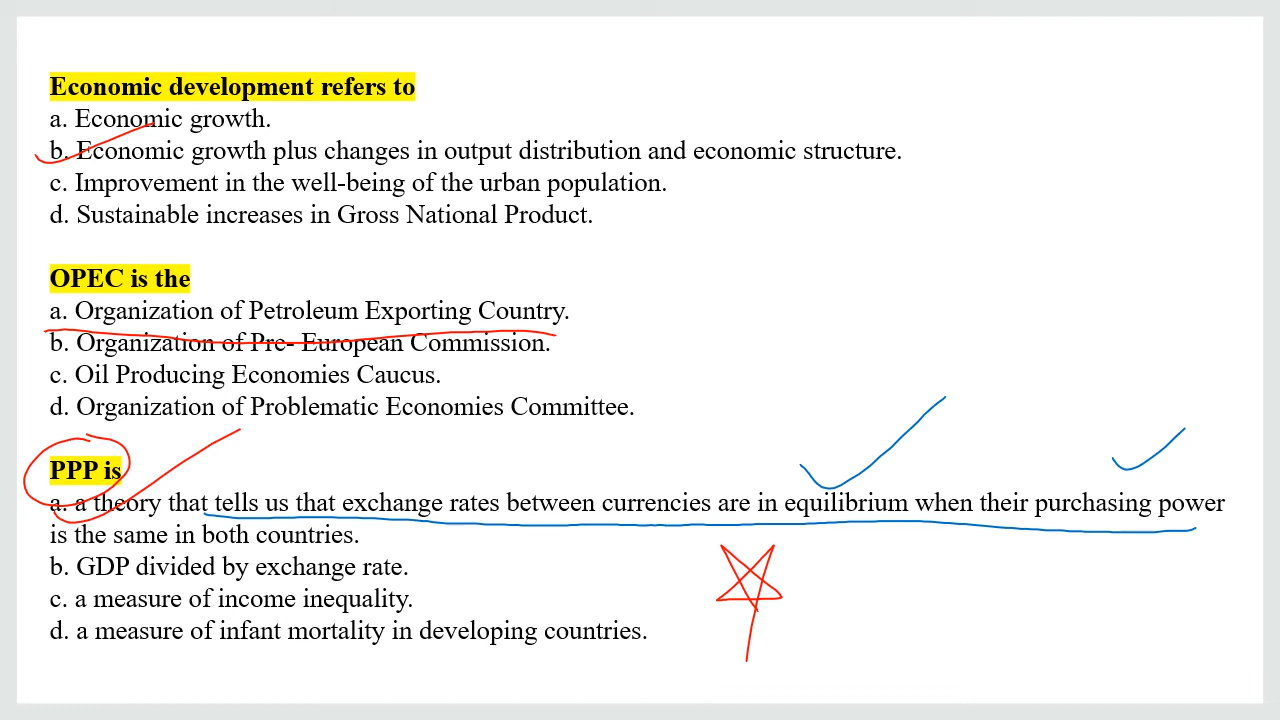 Economic development refers to
a. Economic growth.
b. Economic growth plus changes in output distribution and economic structure.
c. Improvement in the well-being of the urban population.
d. Sustainable increases in Gross National Product.
OPEC is the
a. Organization of Petroleum Exporting Country.
b. Organization of Pre- European Commission.
c. Oil Producing Economies Caucus.
d. Organization of Problematic Economies Committee.
PPP is
a. a theory that tells us that exchange rates between currencies are in equilibrium when their purchasing power
is the same in both countries.
b. GDP divided by exchange rate.
c. a measure of income inequality.
d. a measure of infant mortality in developing countries.